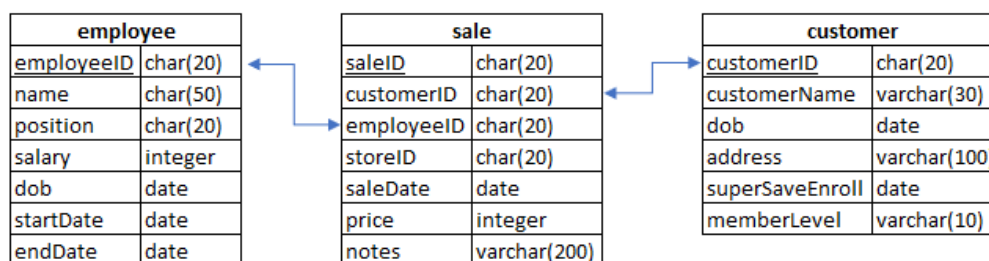 employee
employeeID char(20)
name char(50)
position char(20)
salary integer
dob date
startDate date
endDate date
sale
saleID char(20)
customerID char(20)
employeeID char(20)
storeID char(20)
saleDate date
price integer
notes varchar(200)
customer
customerID char(20)
customerName varchar(30)
dob date
address varchar(100
superSaveEnroll date
memberLevel varchar(10)